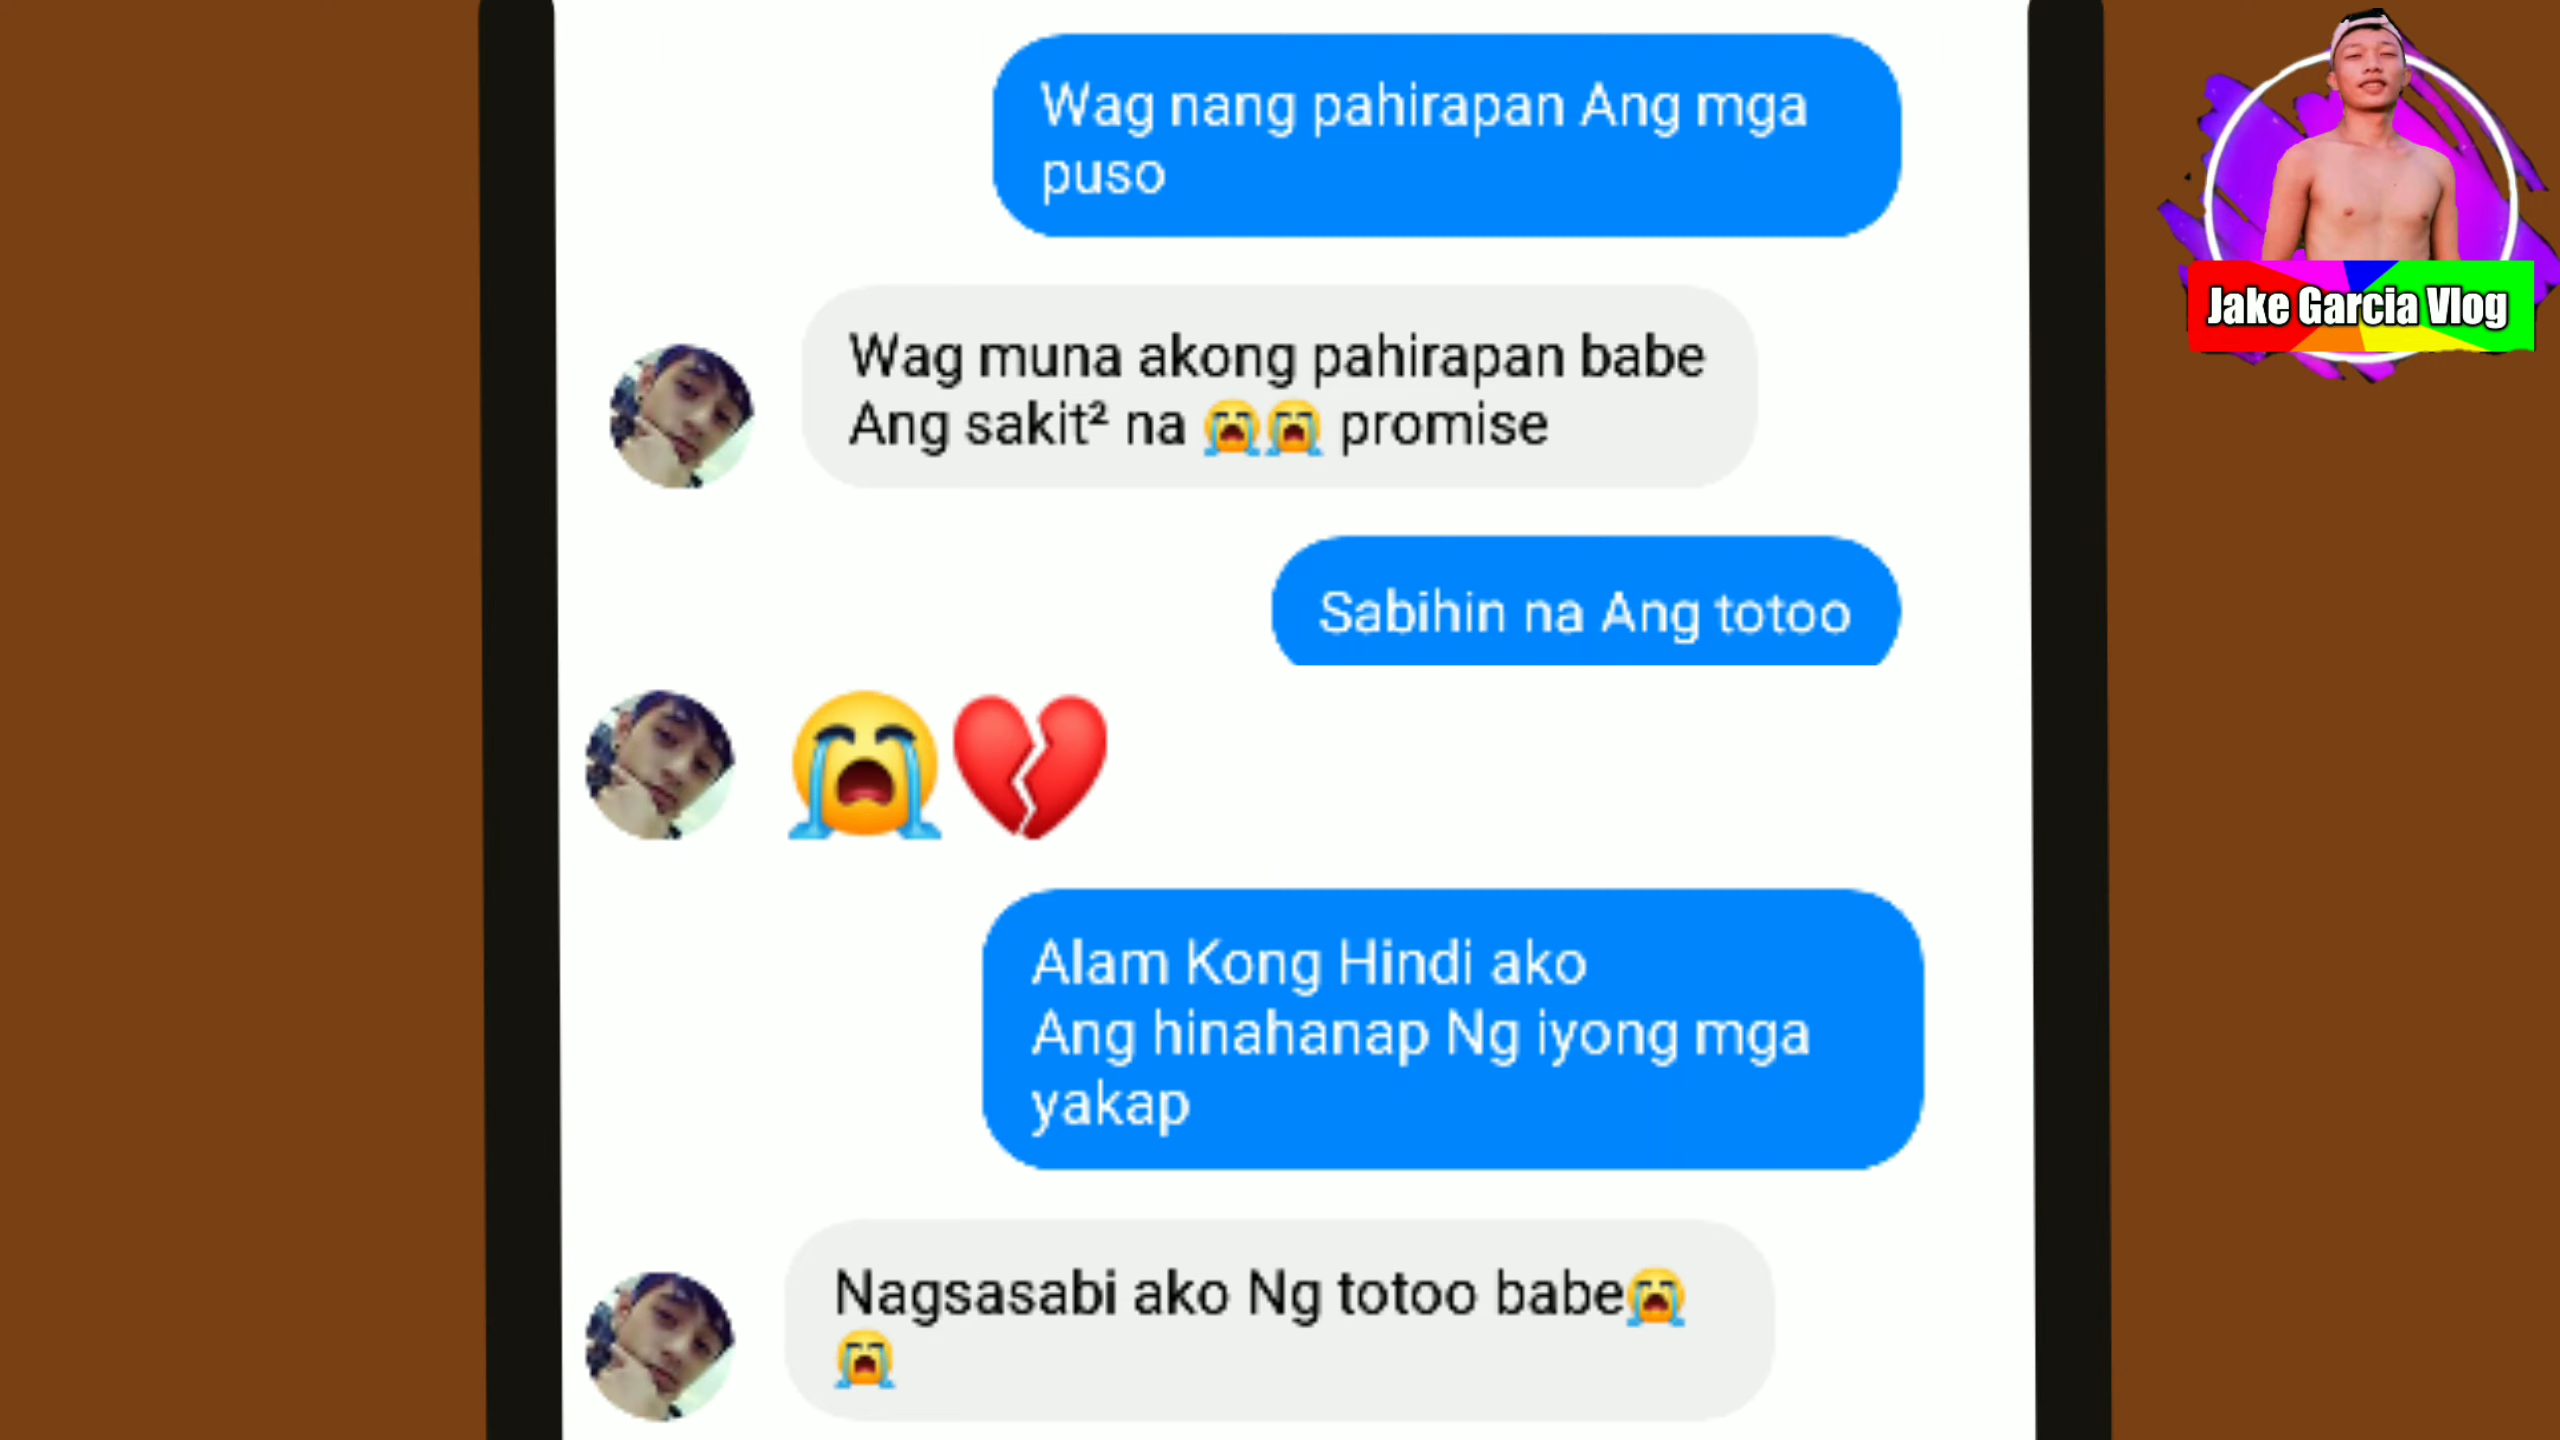 Wag nang pahirapan Ang mga
puso
Jake Garcia Vlog
Wag muna akong pahirapan babe
Ang sakit² na 😭😭 promise
Sabihin na Ang totoo
😭💔
Alam Kong Hindi ako
Ang hinahanap Ng iyong mga
yakap
Nagsasabi ako Ng totoo babe😭
😭